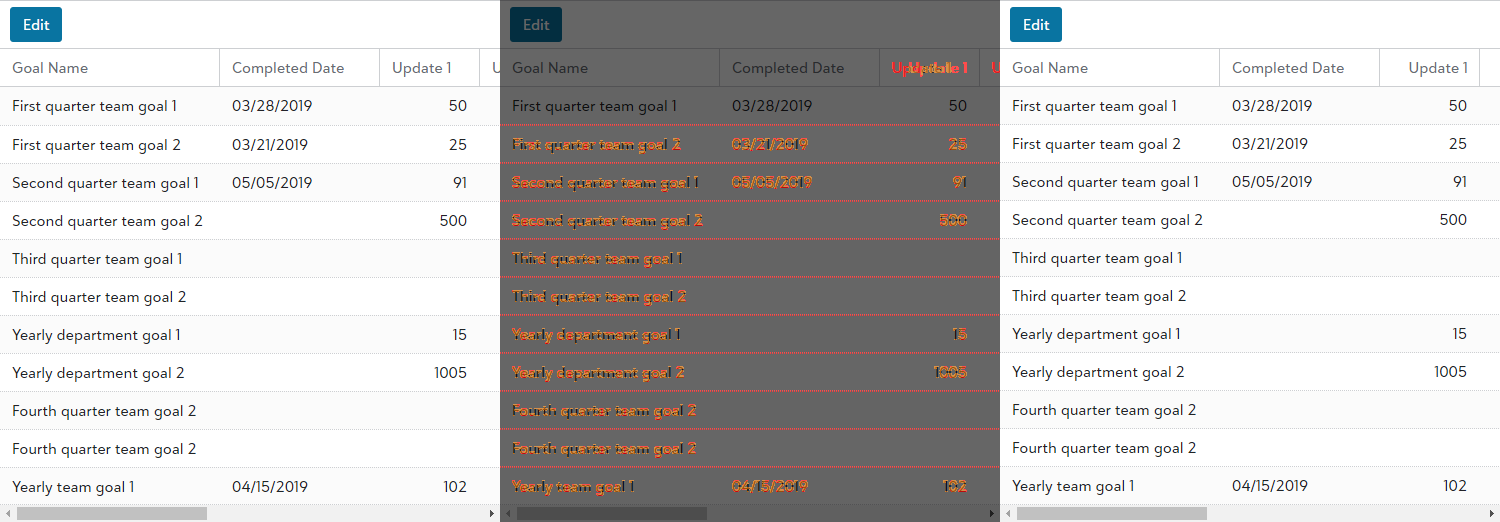 Edit
Goal Name Completed Date Update 1
First quarter team goal 1 03/28/2019 50
First quarter team goal 2 03/21/2019 25
Second quarter team goal 1 05/05/2019 91
Second quarter team goal 2 500
Third quarter team goal 1
Third quarter team goal 2
Yearly department goal 1 15
Yearly department goal 2 1005
Fourth quarter team goal 2
Fourth quarter team goal 2
Yearly team goal 1 04/15/2019 102
Edit
Goal Name Completed Date Update 1
First quarter team goal 1 03/28/2019 50
First quarter team goal 2 03/21/2019 25
Second quarter team goal 1 05/05/2019 91
Second quarter team goal 2 500
Third quarter team goal 1
Third quarter team goal 2
Yearly department goal 1 15
Yearly department goal 2 1005
Fourth quarter team goal 2
Fourth quarter team goal 2
Yearly team goal 1 04/15/2019 102
Edit
Goal Name Completed Date Update 1
First quarter team goal 1 03/28/2019 50
First quarter team goal 2 03/21/2019 25
Second quarter team goal 1 05/05/2019 91
Second quarter team goal 2 500
Third quarter team goal 1
Third quarter team goal 2
Yearly department goal 1 15
Yearly department goal 2 1005
Fourth quarter team goal 2
Fourth quarter team goal 2
Yearly team goal 1 04/15/2019 102